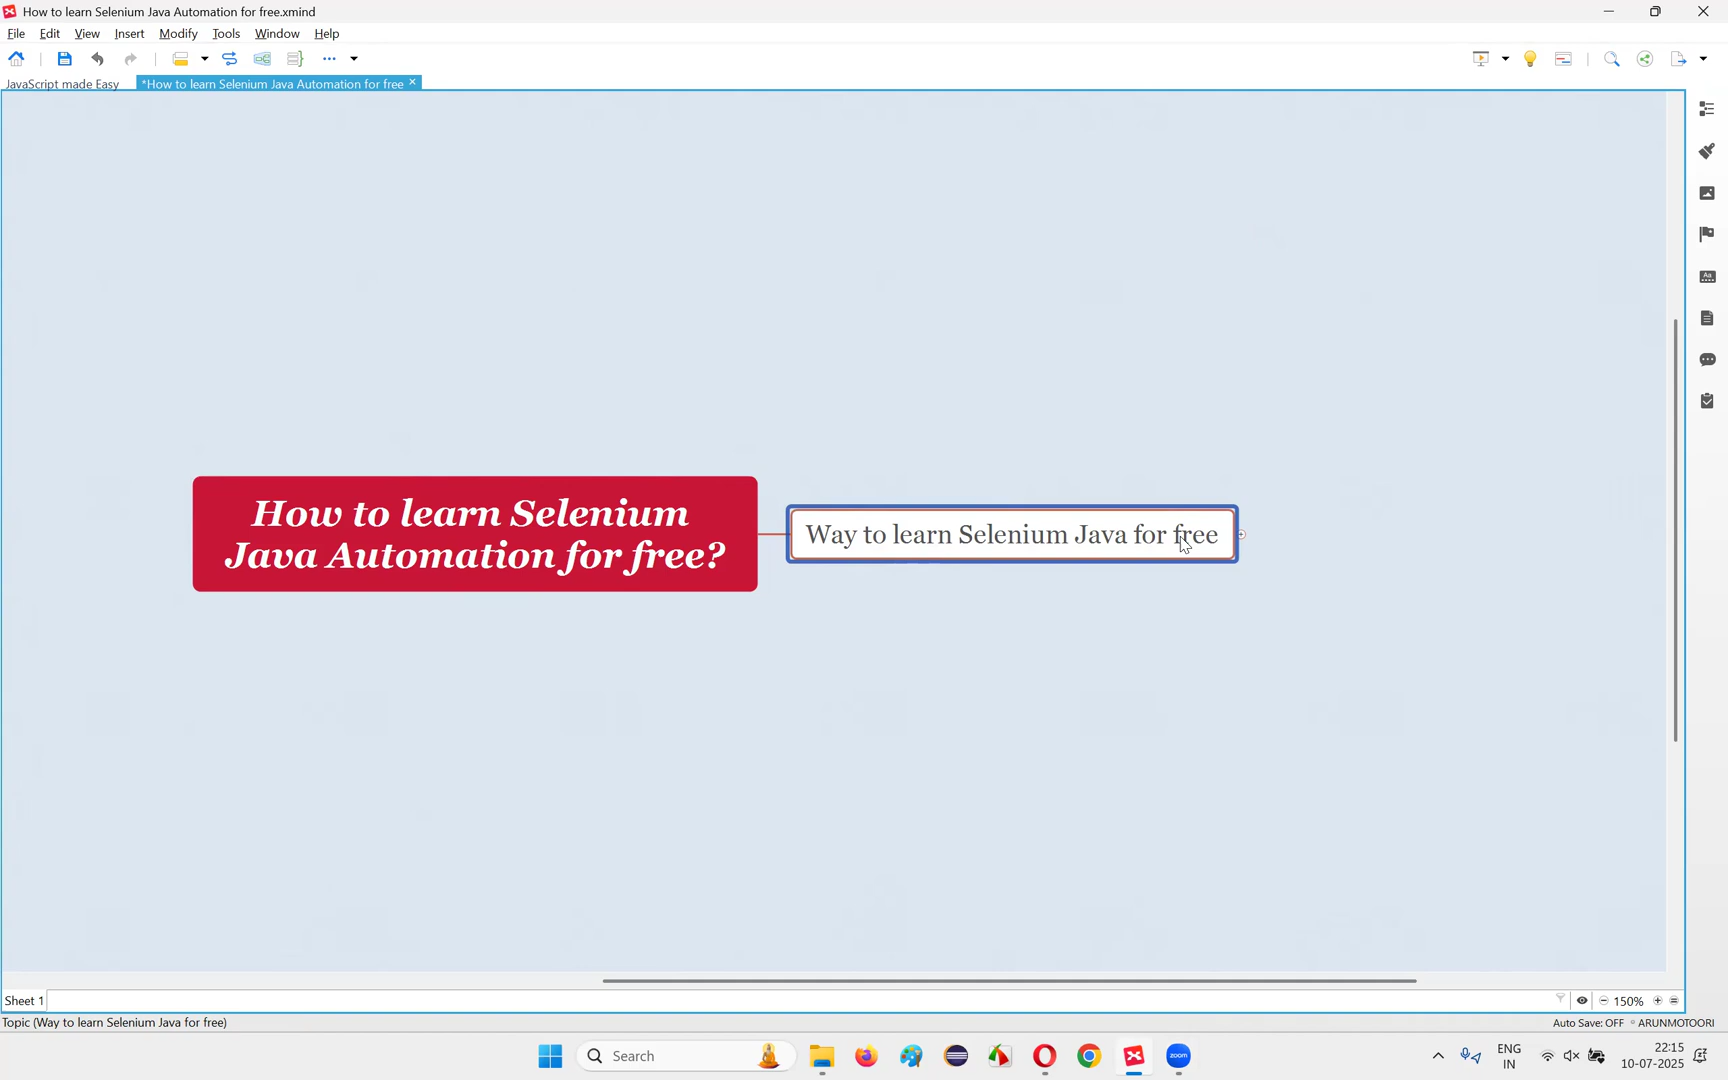 How to learn Selenium Java Automation for free.xmind
File Edit View Insert Modify Tools Window Help
JavaScript made Easy *How to learn Selenium Java Automation for free
How to learn Selenium
Java Automation for free?
Way to learn Selenium Java for free
Sheet 1
150%
Topic (Way to learn Selenium Java for free)
Auto Save: OFF ARUNMOTOORI
Search
zoom
ENG
IN
22:15
10-07-2025